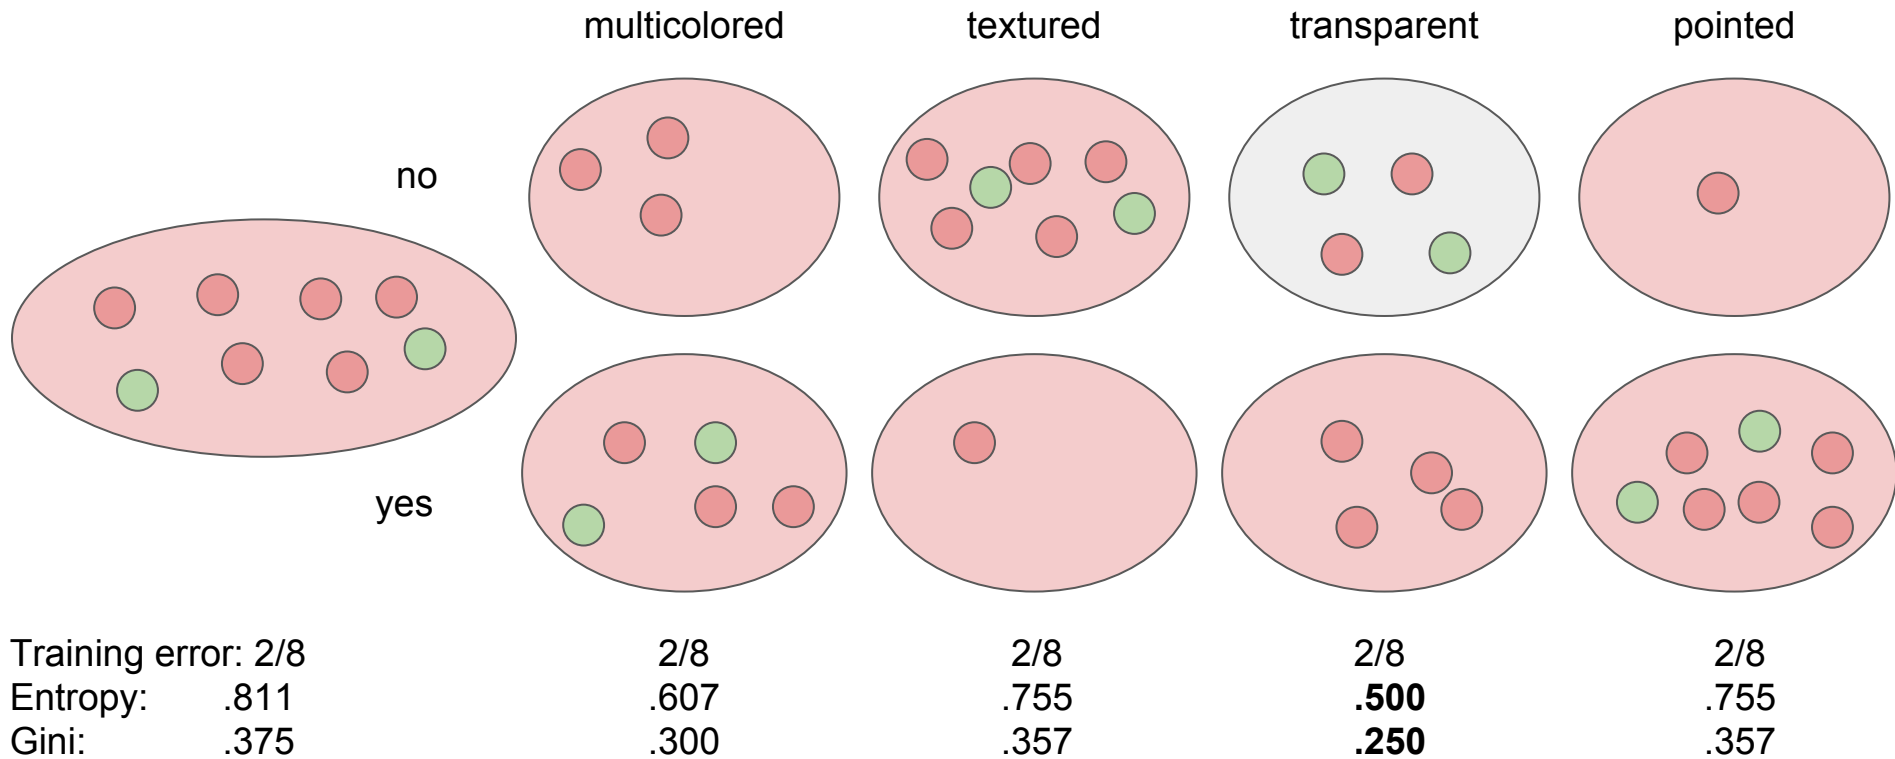 multicolored textured transparent pointed
no
yes
Training error: 2/8 2/8 2/8 2/8 2/8
Entropy: .811 .607 .755 .500 .755
Gini: .375 .300 .357 .250 .357